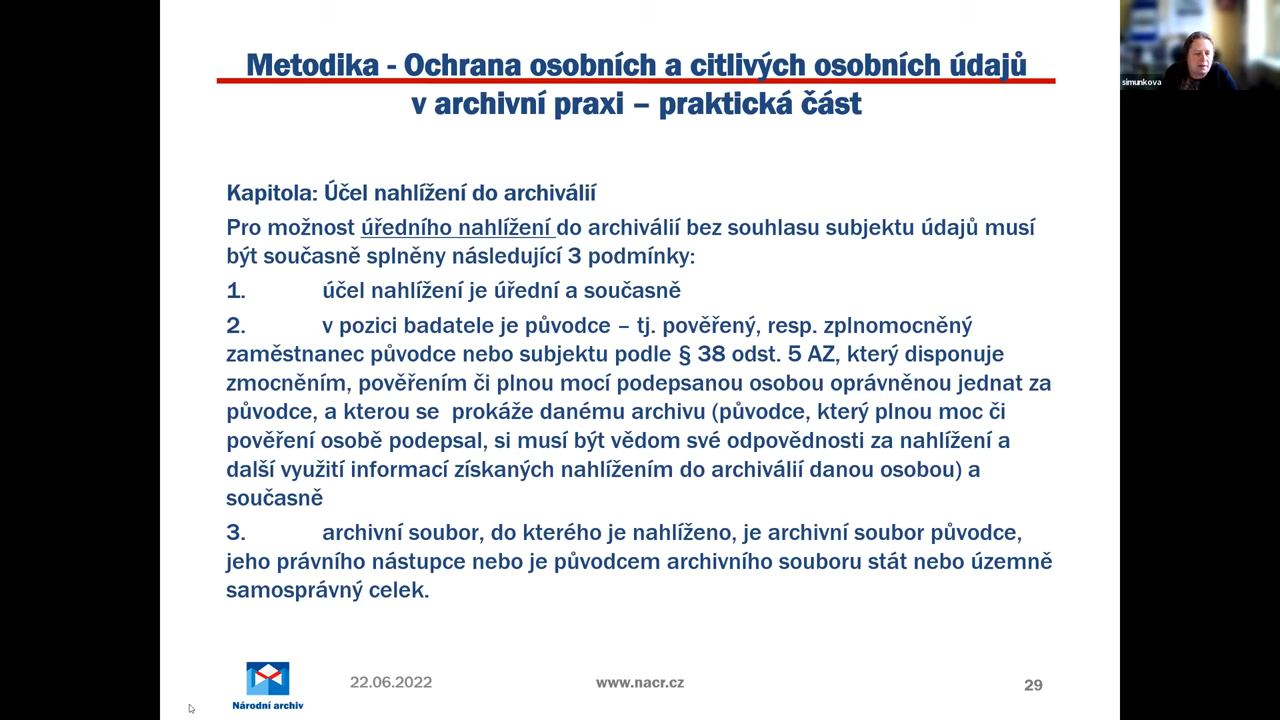 Metodika - Ochrana osobních a citlivých osobních údajů
v archivní praxi – praktická část
simunkova
Kapitola: Účel nahlížení do archiválií
Pro možnost úředního nahlížení do archiválií bez souhlasu subjektu údajů musí
být současně splněny následující 3 podmínky:
1. účel nahlížení je úřední a současně
2. v pozici badatele je původce – tj. pověřený, resp. zplnomocněný
zaměstnanec původce nebo subjektu podle § 38 odst. 5 AZ, který disponuje
zmocněním, pověřením či plnou mocí podepsanou osobou oprávněnou jednat za
původce, a kterou se prokáže danému archivu (původce, který plnou moc či
pověření osobě podepsal, si musí být vědom své odpovědnosti za nahlížení a
další využití informací získaných nahlížením do archiválií danou osobou) a
současně
3. archivní soubor, do kterého je nahlíženo, je archivní soubor původce,
jeho právního nástupce nebo je původcem archivního souboru stát nebo územně
samosprávný celek.
Národní archiv
22.06.2022
www.nacr.cz
29